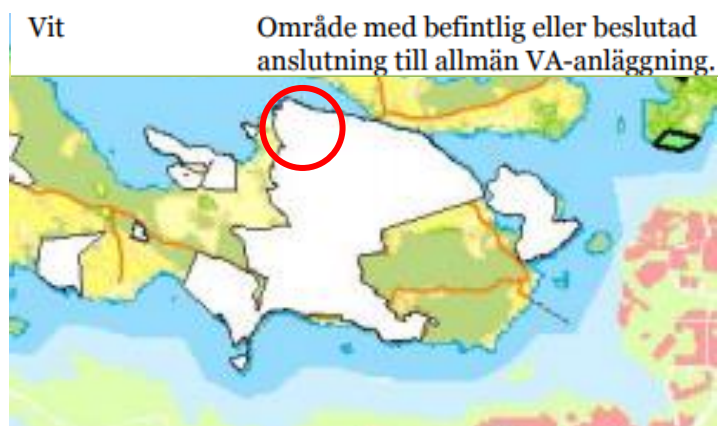 Vit Område med befintlig eller beslutad
anslutning till allmän VA-anläggning.